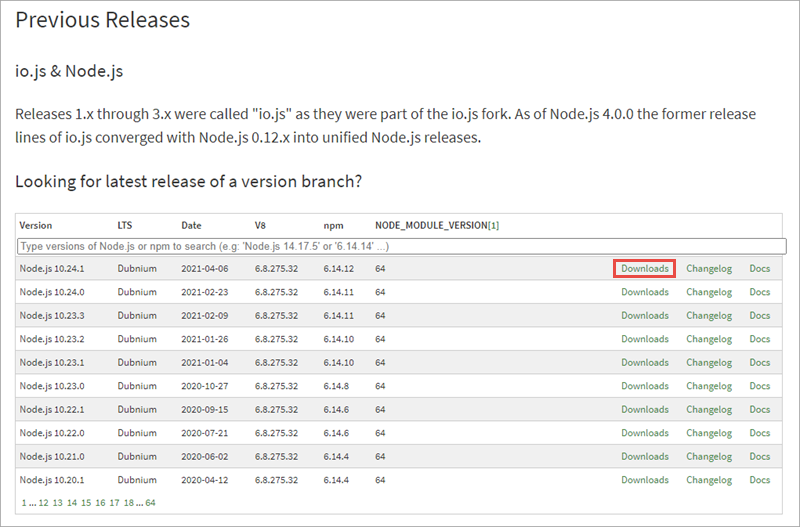 Previous Releases
io.js & Node.js
Releases 1.x through 3.x were called "io.js" as they were part of the io.js fork. As of Node.js 4.0.0 the former release
lines of io.js converged with Node.js 0.12.x into unified Node.js releases.
Looking for latest release of a version branch?
Version LTS Date V8 npm NODE_MODULE_VERSION[1]
Type versions of Node.js or npm to search (e.g: 'Node.js 14.17.5' or '6.14.14' ...)
Node.js 10.24.1 Dubnium 2021-04-06 6.8.275.32 6.14.12 64 Downloads Changelog Docs
Node.js 10.24.0 Dubnium 2021-02-23 6.8.275.32 6.14.11 64 Downloads Changelog Docs
Node.js 10.23.3 Dubnium 2021-02-09 6.8.275.32 6.14.11 64 Downloads Changelog Docs
Node.js 10.23.2 Dubnium 2021-01-26 6.8.275.32 6.14.10 64 Downloads Changelog Docs
Node.js 10.23.1 Dubnium 2021-01-04 6.8.275.32 6.14.10 64 Downloads Changelog Docs
Node.js 10.23.0 Dubnium 2020-10-27 6.8.275.32 6.14.8 64 Downloads Changelog Docs
Node.js 10.22.1 Dubnium 2020-09-15 6.8.275.32 6.14.6 64 Downloads Changelog Docs
Node.js 10.22.0 Dubnium 2020-07-21 6.8.275.32 6.14.6 64 Downloads Changelog Docs
Node.js 10.21.0 Dubnium 2020-06-02 6.8.275.32 6.14.4 64 Downloads Changelog Docs
Node.js 10.20.1 Dubnium 2020-04-12 6.8.275.32 6.14.4 64 Downloads Changelog Docs
1 ... 12 13 14 15 16 17 18 ... 64